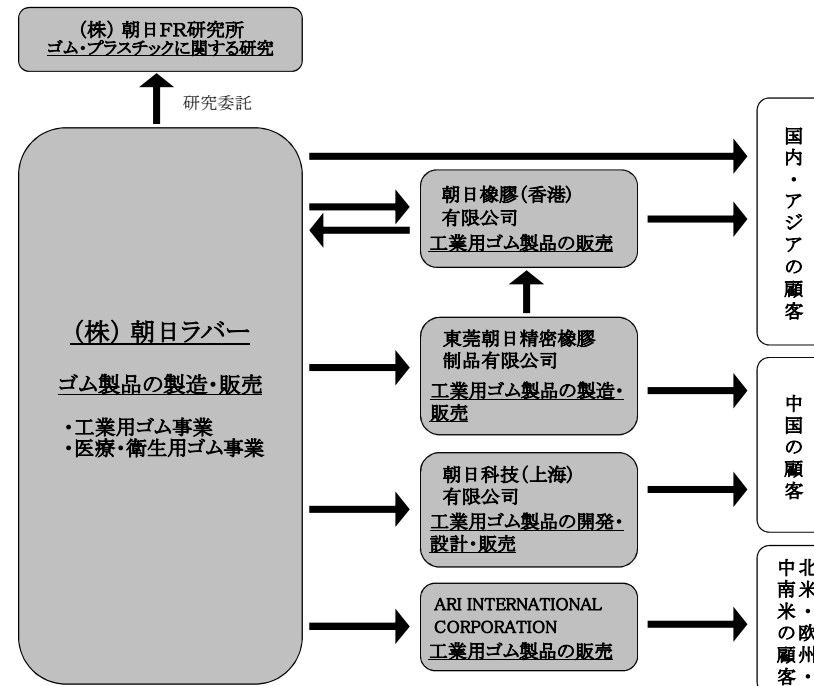 (株) 朝日FR研究所
ゴム・プラスチックに関する研究
研究委託
(株) 朝日ラバー
ゴム製品の製造・販売
・工業用ゴム事業
・医療・衛生用ゴム事業
朝日橡膠(香港)
有限公司
工業用ゴム製品の販売
東莞朝日精密橡膠
制品有限公司
工業用ゴム製品の製造・
販売
朝日科技(上海)
有限公司
工業用ゴム製品の開発・
設計・販売
ARI INTERNATIONAL
CORPORATION
工業用ゴム製品の販売
国内・アジアの顧客
中国の顧客
北米・欧州・
中南米の顧客